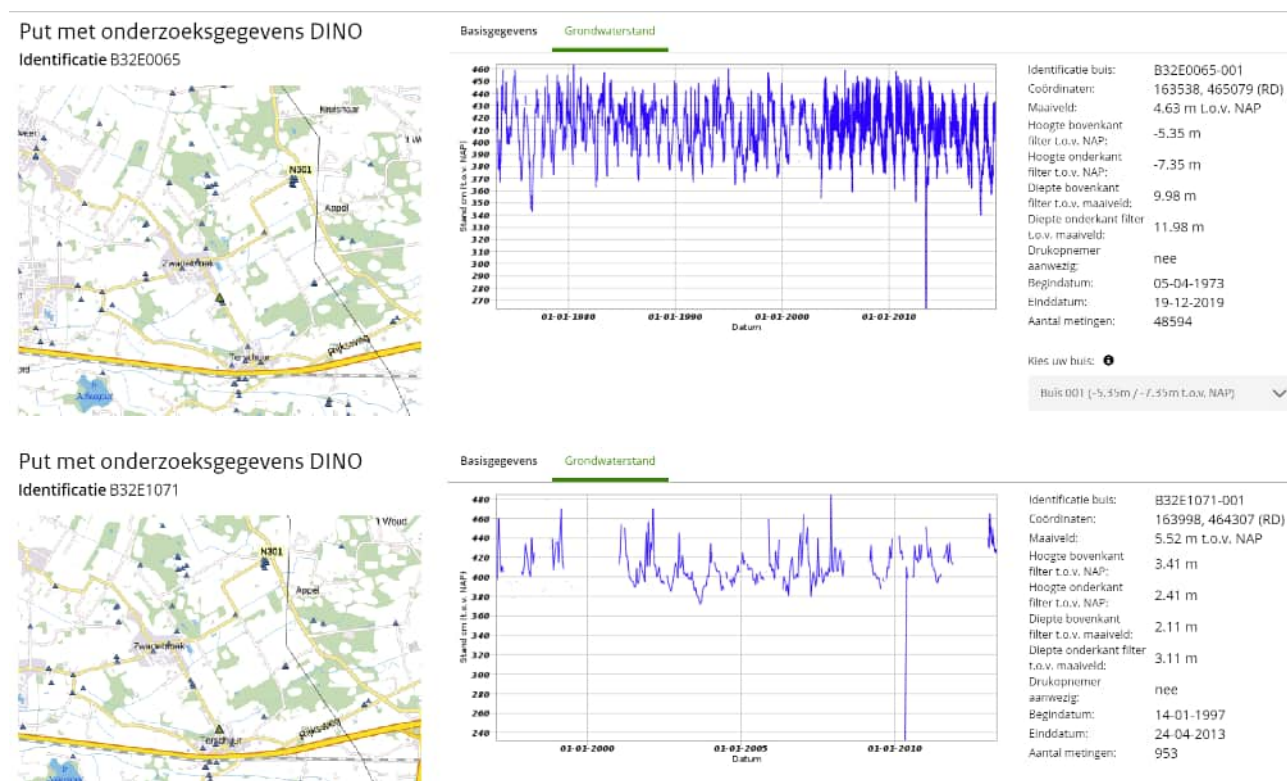 Put met onderzoeksgegevens DINO
Identificatie B32E0065
N301
Appel
Zwartebroek
Terschuur
Rijksweg
Basisgegevens Grondwaterstand
460
450
440
430
420
410
400
390
380
370
360
350
340
330
320
310
300
290
280
270
Stand cm (t.o.v. NAP)
01-01-1980 01-01-1990 01-01-2000 01-01-2010
Datum
Identificatie buis: B32E0065-001
Coördinaten: 163538, 465079 (RD)
Maaiveld: 4.63 m t.o.v. NAP
Hoogte bovenkant
filter t.o.v. NAP: -5.35 m
Hoogte onderkant
filter t.o.v. NAP: -7.35 m
Diepte bovenkant
filter t.o.v. maaiveld: 9.98 m
Diepte onderkant filter
t.o.v. maaiveld: 11.98 m
Drukopnemer
aanwezig: nee
Begindatum: 05-04-1973
Einddatum: 19-12-2019
Aantal metingen: 48594
Kies uw buis:
Buis 001 (-5.35m / -7.35m t.o.v. NAP)
Put met onderzoeksgegevens DINO
Identificatie B32E1071
't Woud
N301
Appel
Zwartebroek
Terschuur
Rijksweg
Basisgegevens Grondwaterstand
480
460
440
420
400
380
360
340
320
300
280
260
240
Stand cm (t.o.v. NAP)
01-01-2000 01-01-2005 01-01-2010
Datum
Identificatie buis: B32E1071-001
Coördinaten: 163998, 464307 (RD)
Maaiveld: 5.52 m t.o.v. NAP
Hoogte bovenkant
filter t.o.v. NAP: 3.41 m
Hoogte onderkant
filter t.o.v. NAP: 2.41 m
Diepte bovenkant
filter t.o.v. maaiveld: 2.11 m
Diepte onderkant filter
t.o.v. maaiveld: 3.11 m
Drukopnemer
aanwezig: nee
Begindatum: 14-01-1997
Einddatum: 24-04-2013
Aantal metingen: 953